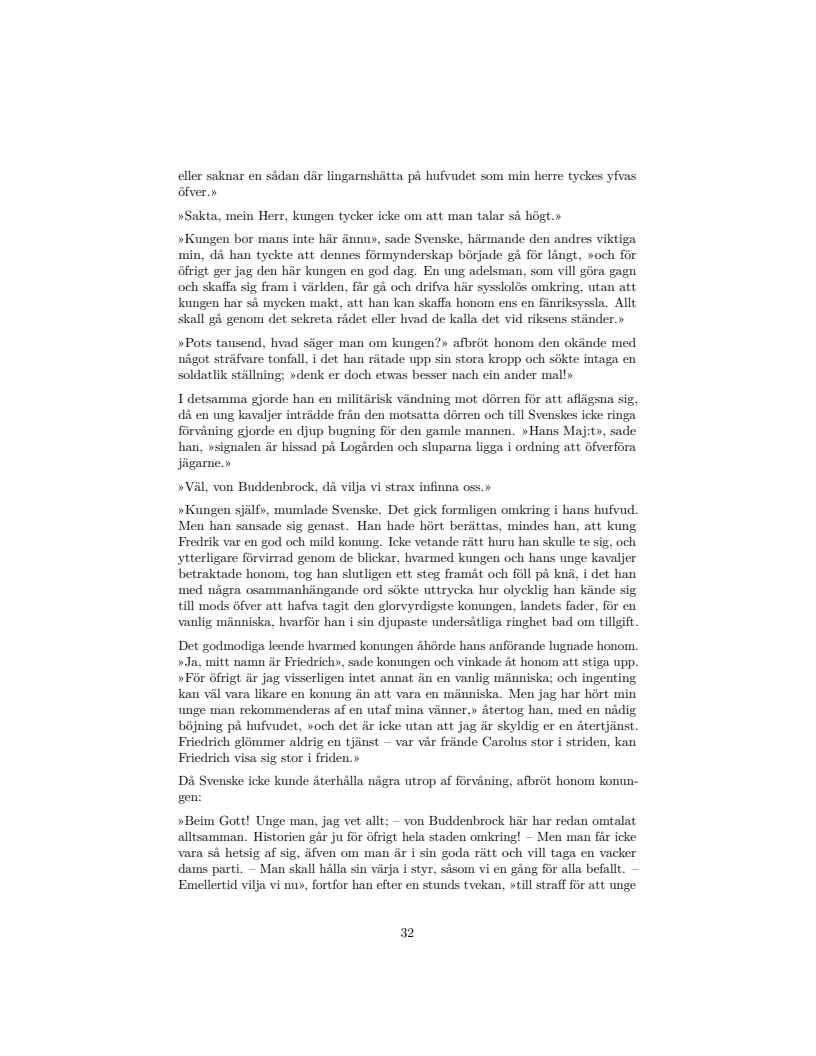 eller saknar en sådan där lingarnshätta på hufvudet som min herre tyckes yfvas
öfver.»
»Sakta, mein Herr, kungen tycker icke om att man talar så högt.»
»Kungen bor mans inte här ännu», sade Svenske, härmande den andres viktiga
min, då han tyckte att dennes förmynderskap började gå för långt, »och för
öfrigt ger jag den här kungen en god dag. En ung adelsman, som vill göra gagn
och skaffa sig fram i världen, får gå och drifva här sysslolös omkring, utan att
kungen har så mycken makt, att han kan skaffa honom ens en fänriksyssla. Allt
skall gå genom det sekreta rådet eller hvad de kalla det vid riksens ständer.»
»Pots tausend, hvad säger man om kungen?» afbröt honom den okände med
något sträfvare tonfall, i det han rätade upp sin stora kropp och sökte intaga en
soldatlik ställning; »denk er doch etwas besser nach ein ander mal!»
I detsamma gjorde han en militärisk vändning mot dörren för att aflägsna sig,
då en ung kavaljer inträdde från den motsatta dörren och till Svenskes icke ringa
förvåning gjorde en djup bugning för den gamle mannen. »Hans Maj:t», sade
han, »signalen är hissad på Logården och sluparna ligga i ordning att öfverföra
jägarne.»
»Väl, von Buddenbrock, då vilja vi strax infinna oss.»
»Kungen själf», mumlade Svenske. Det gick formligen omkring i hans hufvud.
Men han sansade sig genast. Han hade hört berättas, mindes han, att kung
Fredrik var en god och mild konung. Icke vetande rätt huru han skulle te sig, och
ytterligare förvirrad genom de blickar, hvarmed kungen och hans unge kavaljer
betraktade honom, tog han slutligen ett steg framåt och föll på knä, i det han
med några osammanhängande ord sökte uttrycka hur olycklig han kände sig
till mods öfver att hafva tagit den glorvyrdigste konungen, landets fader, för en
vanlig människa, hvarför han i sin djupaste undersåtliga ringhet bad om tillgift.
Det godmodiga leende hvarmed konungen åhörde hans anförande lugnade honom.
»Ja, mitt namn är Friedrich», sade konungen och vinkade åt honom att stiga upp.
»För öfrigt är jag visserligen intet annat än en vanlig människa; och ingenting
kan väl vara likare en konung än att vara en människa. Men jag har hört min
unge man rekommenderas af en utaf mina vänner,» återtog han, med en nådig
böjning på hufvudet, »och det är icke utan att jag är skyldig er en återtjänst.
Friedrich glömmer aldrig en tjänst – var vår frände Carolus stor i striden, kan
Friedrich visa sig stor i friden.»
Då Svenske icke kunde återhålla några utrop af förvåning, afbröt honom konun-
gen:
»Beim Gott! Unge man, jag vet allt; – von Buddenbrock här har redan omtalat
alltsamman. Historien går ju för öfrigt hela staden omkring! – Men man får icke
vara så hetsig af sig, äfven om man är i sin goda rätt och vill taga en vacker
dams parti. – Man skall hålla sin värja i styr, såsom vi en gång för alla befallt. –
Emellertid vilja vi nu», fortfor han efter en stunds tvekan, »till straff för att unge
32